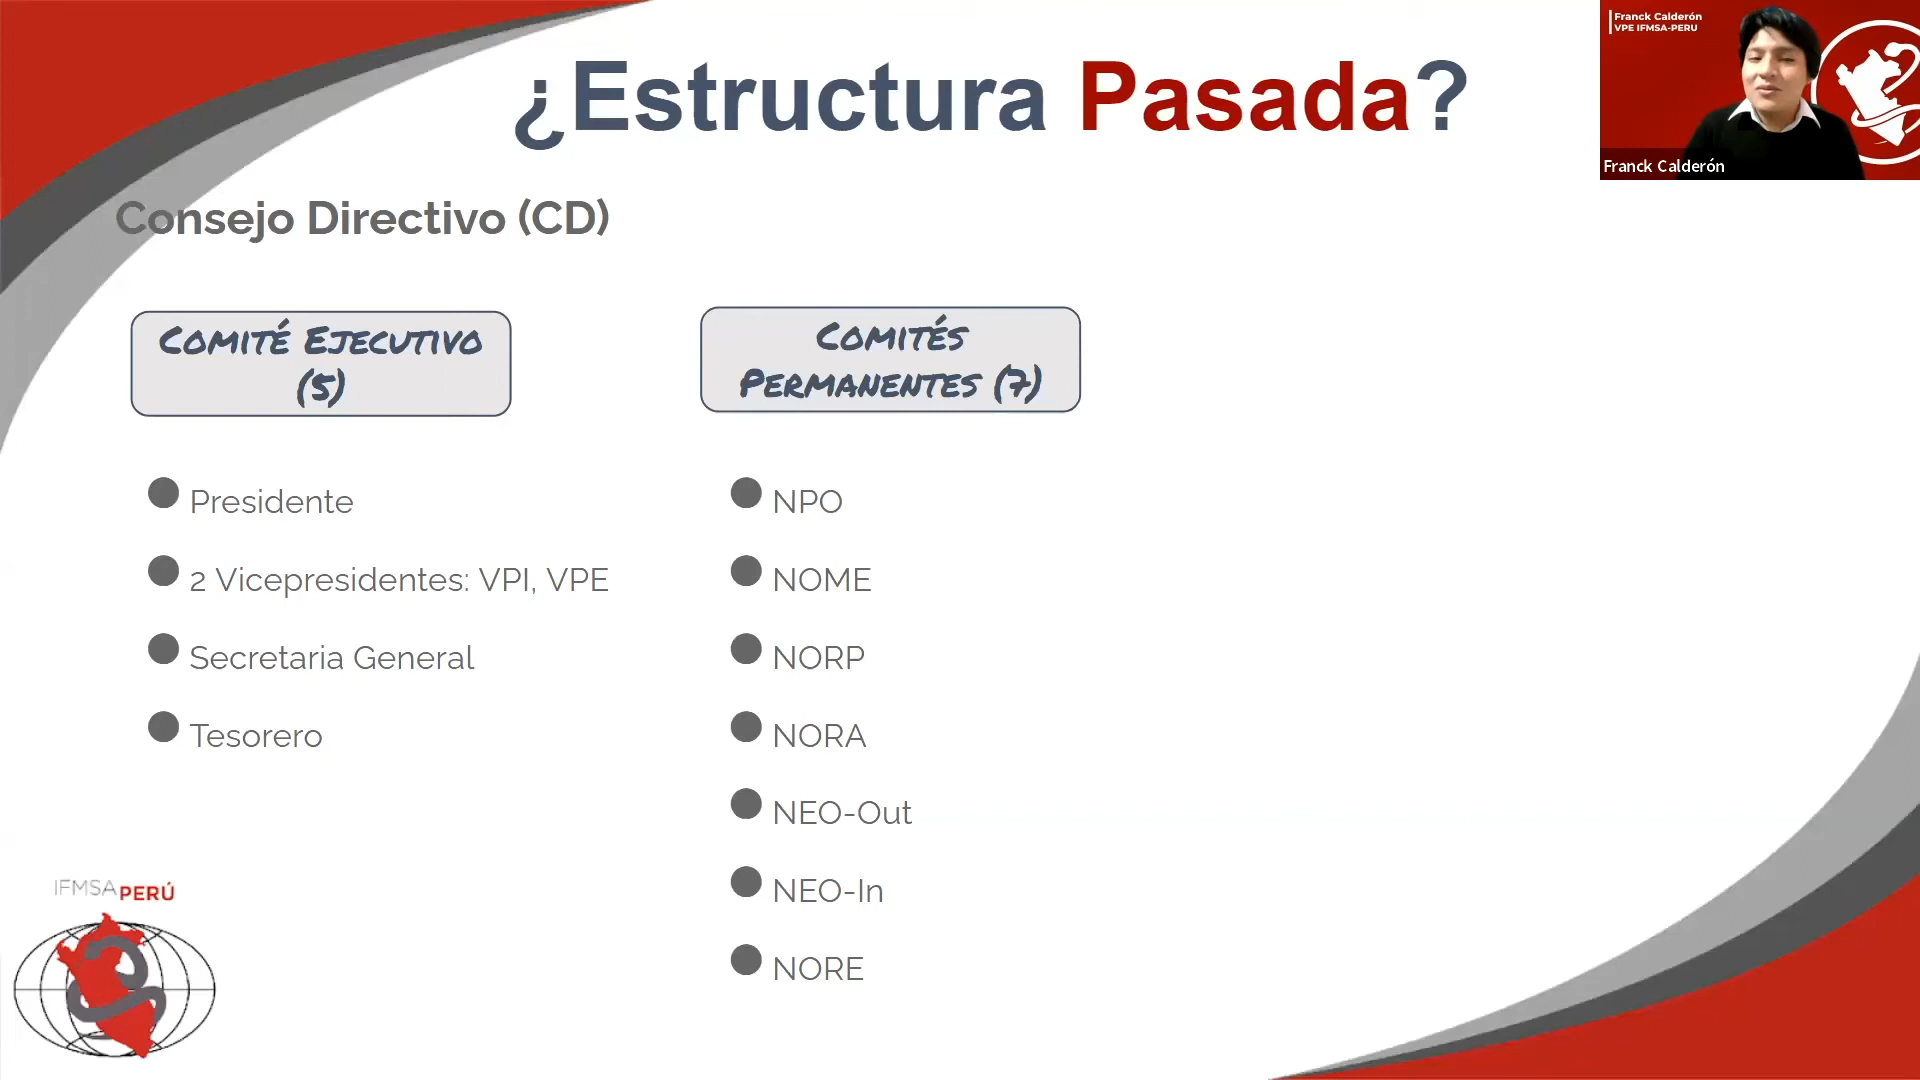 ¿Estructura Pasada?
Franck Calderón
VPE IFMSA-PERU
Franck Calderón
Consejo Directivo (CD)
Comité Ejecutivo
(5)
Presidente
2 Vicepresidentes: VPI, VPE
Secretaria General
Tesorero
Comités
Permanentes (7)
NPO
NOME
NORP
NORA
NEO-Out
NEO-In
NORE
IFMSA PERÚ